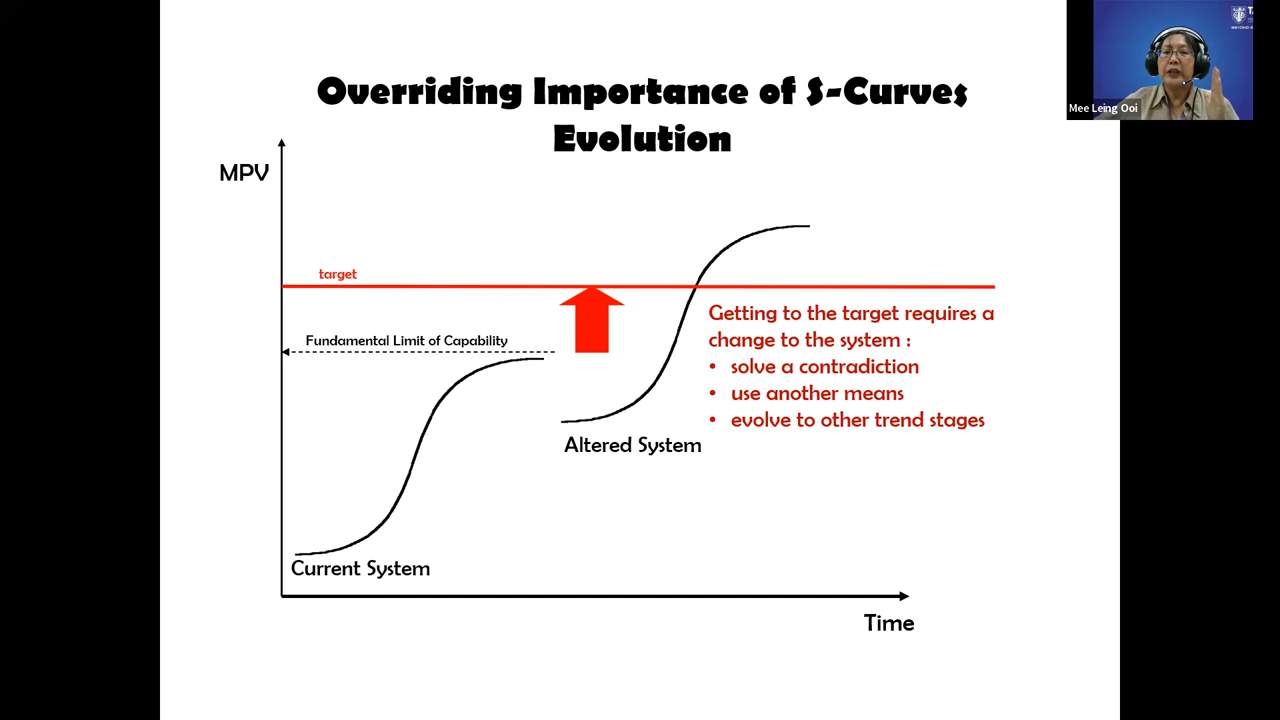 Overriding Importance of S-Curves
Evolution
MPV
target
Fundamental Limit of Capability
Getting to the target requires a
change to the system :
• solve a contradiction
• use another means
• evolve to other trend stages
Altered System
Current System
Time
Mee Leing Ooi